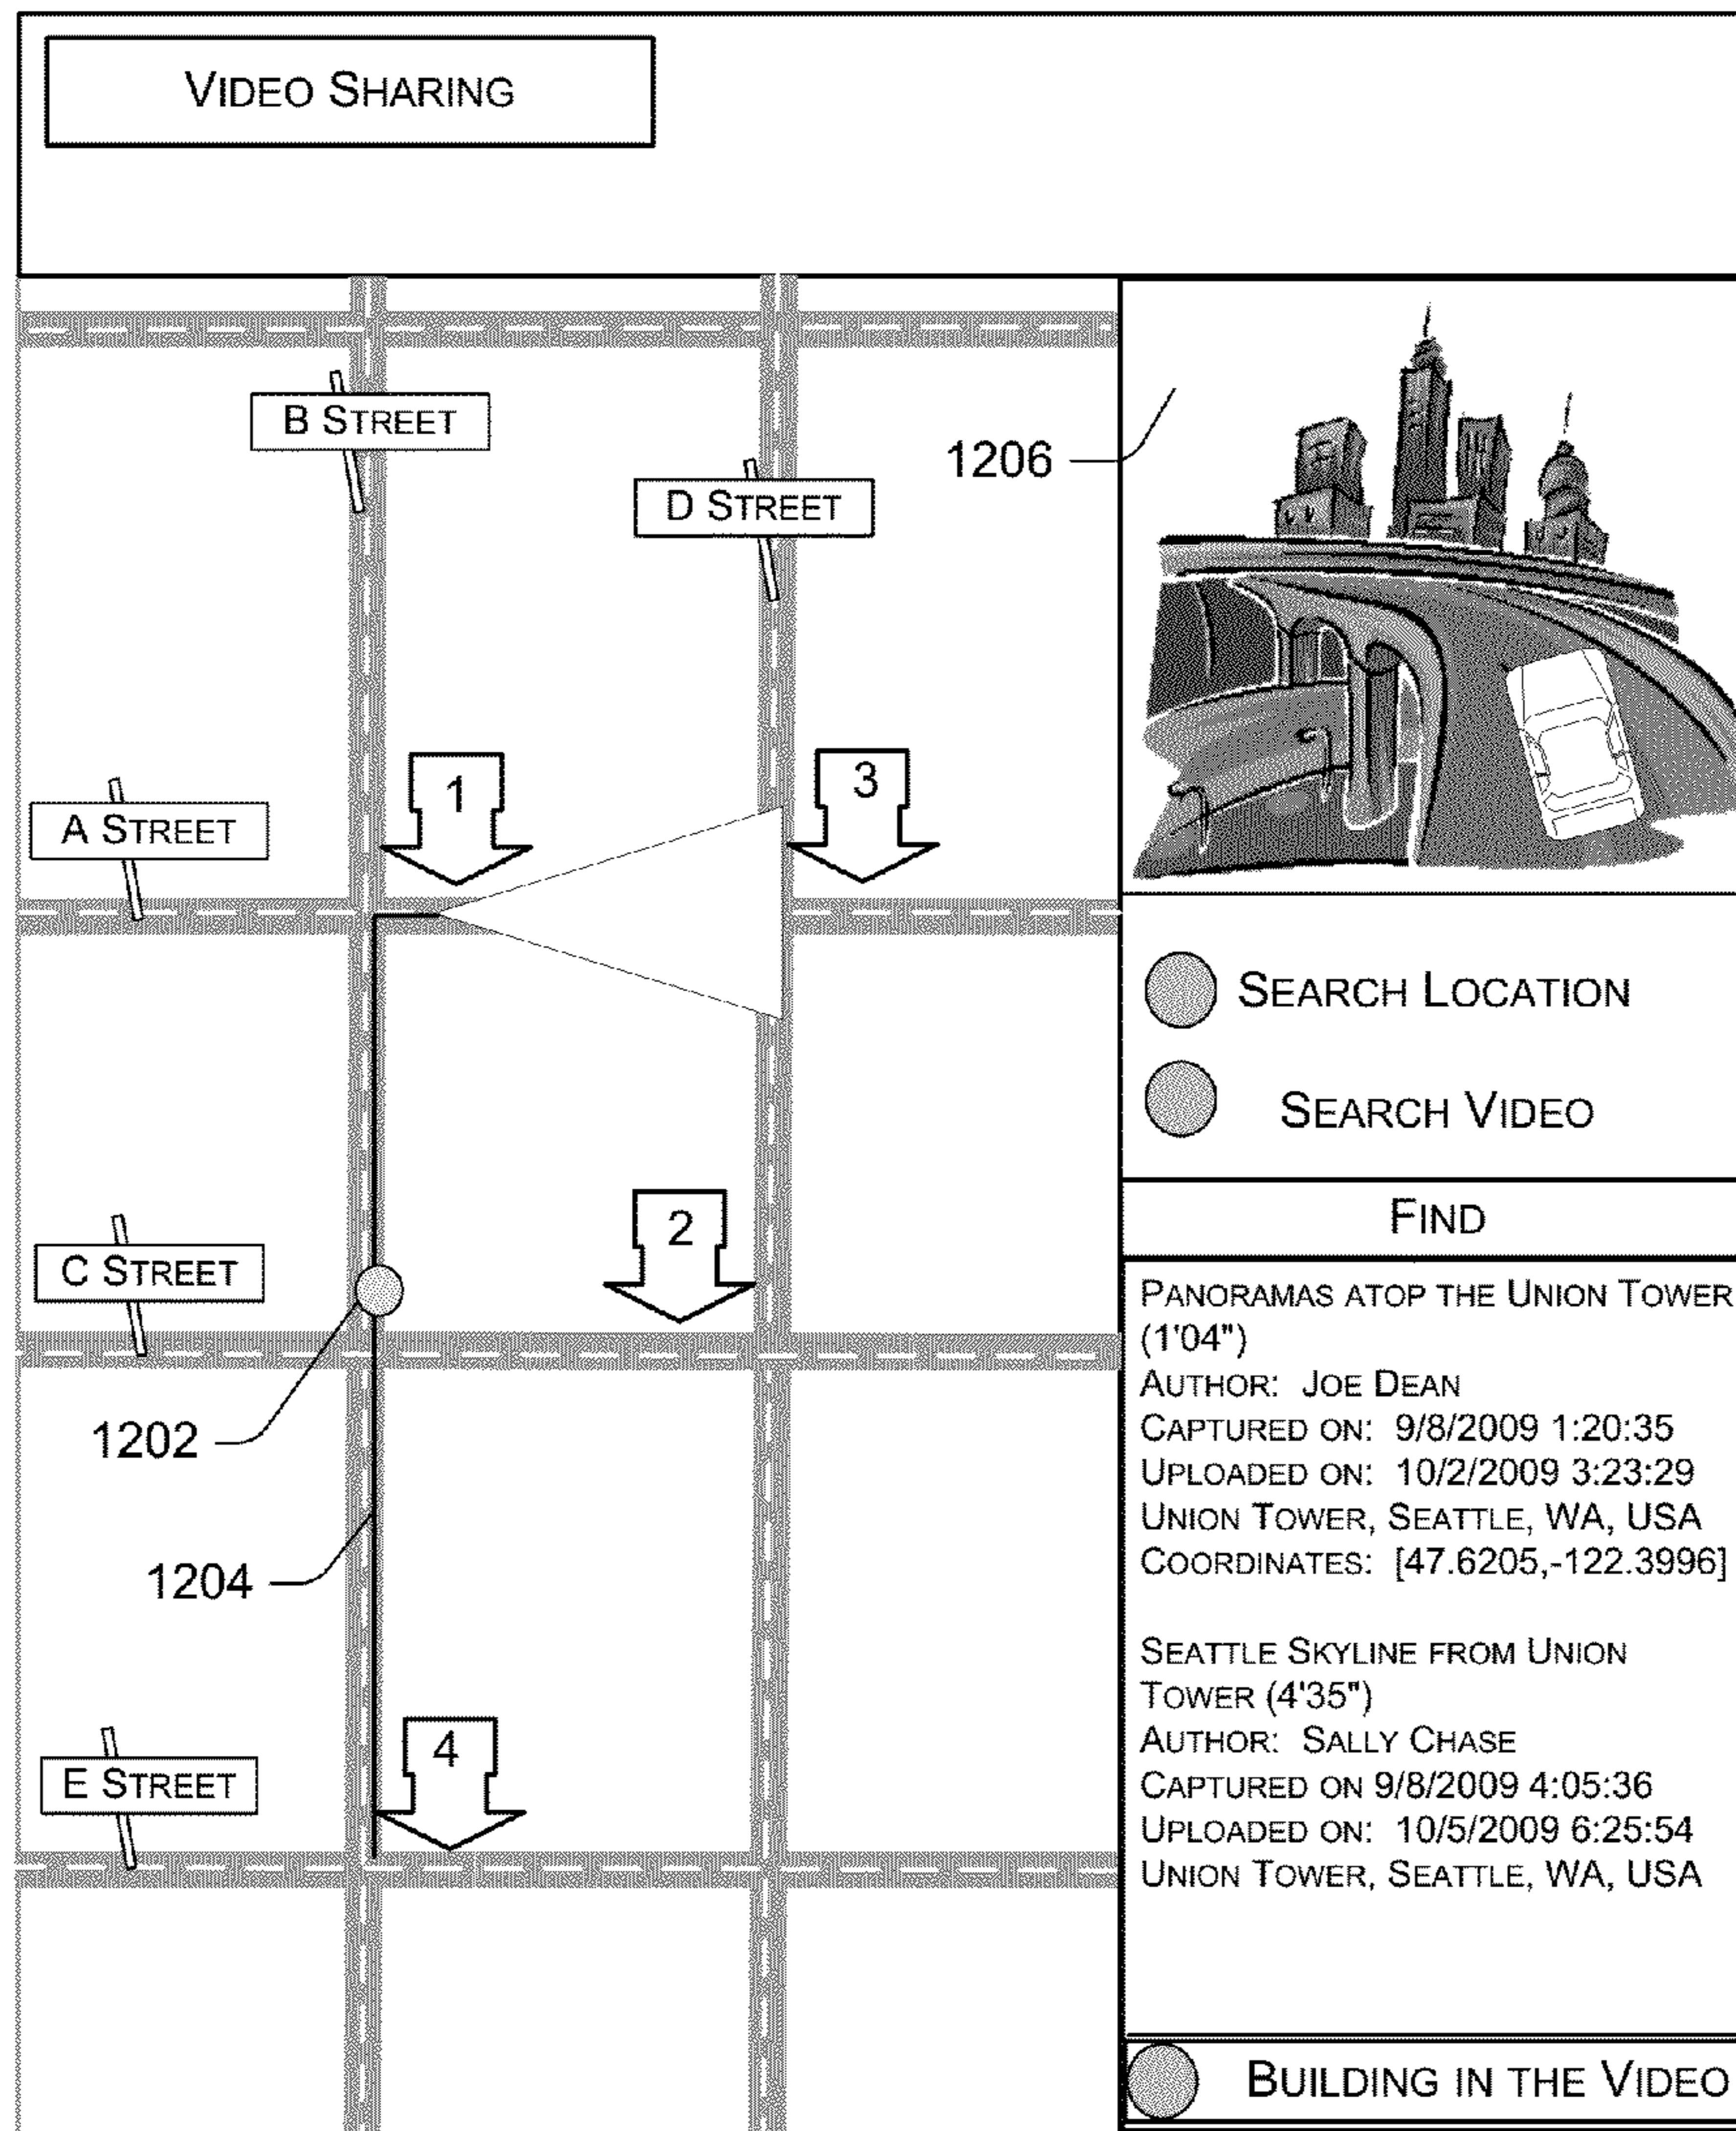 VIDEO SHARING
B STREET
D STREET
1206
1
3
A STREET
SEARCH LOCATION
SEARCH VIDEO
2
C STREET
FIND
1202
1204
4
E STREET
PANORAMAS ATOP THE UNION TOWER
(1'04")
AUTHOR: JOE DEAN
CAPTURED ON: 9/8/2009 1:20:35
UPLOADED ON: 10/2/2009 3:23:29
UNION TOWER, SEATTLE, WA, USA
COORDINATES: [47.6205,-122.3996]
SEATTLE SKYLINE FROM UNION
TOWER (4'35")
AUTHOR: SALLY CHASE
CAPTURED ON 9/8/2009 4:05:36
UPLOADED ON: 10/5/2009 6:25:54
UNION TOWER, SEATTLE, WA, USA
BUILDING IN THE VIDEO